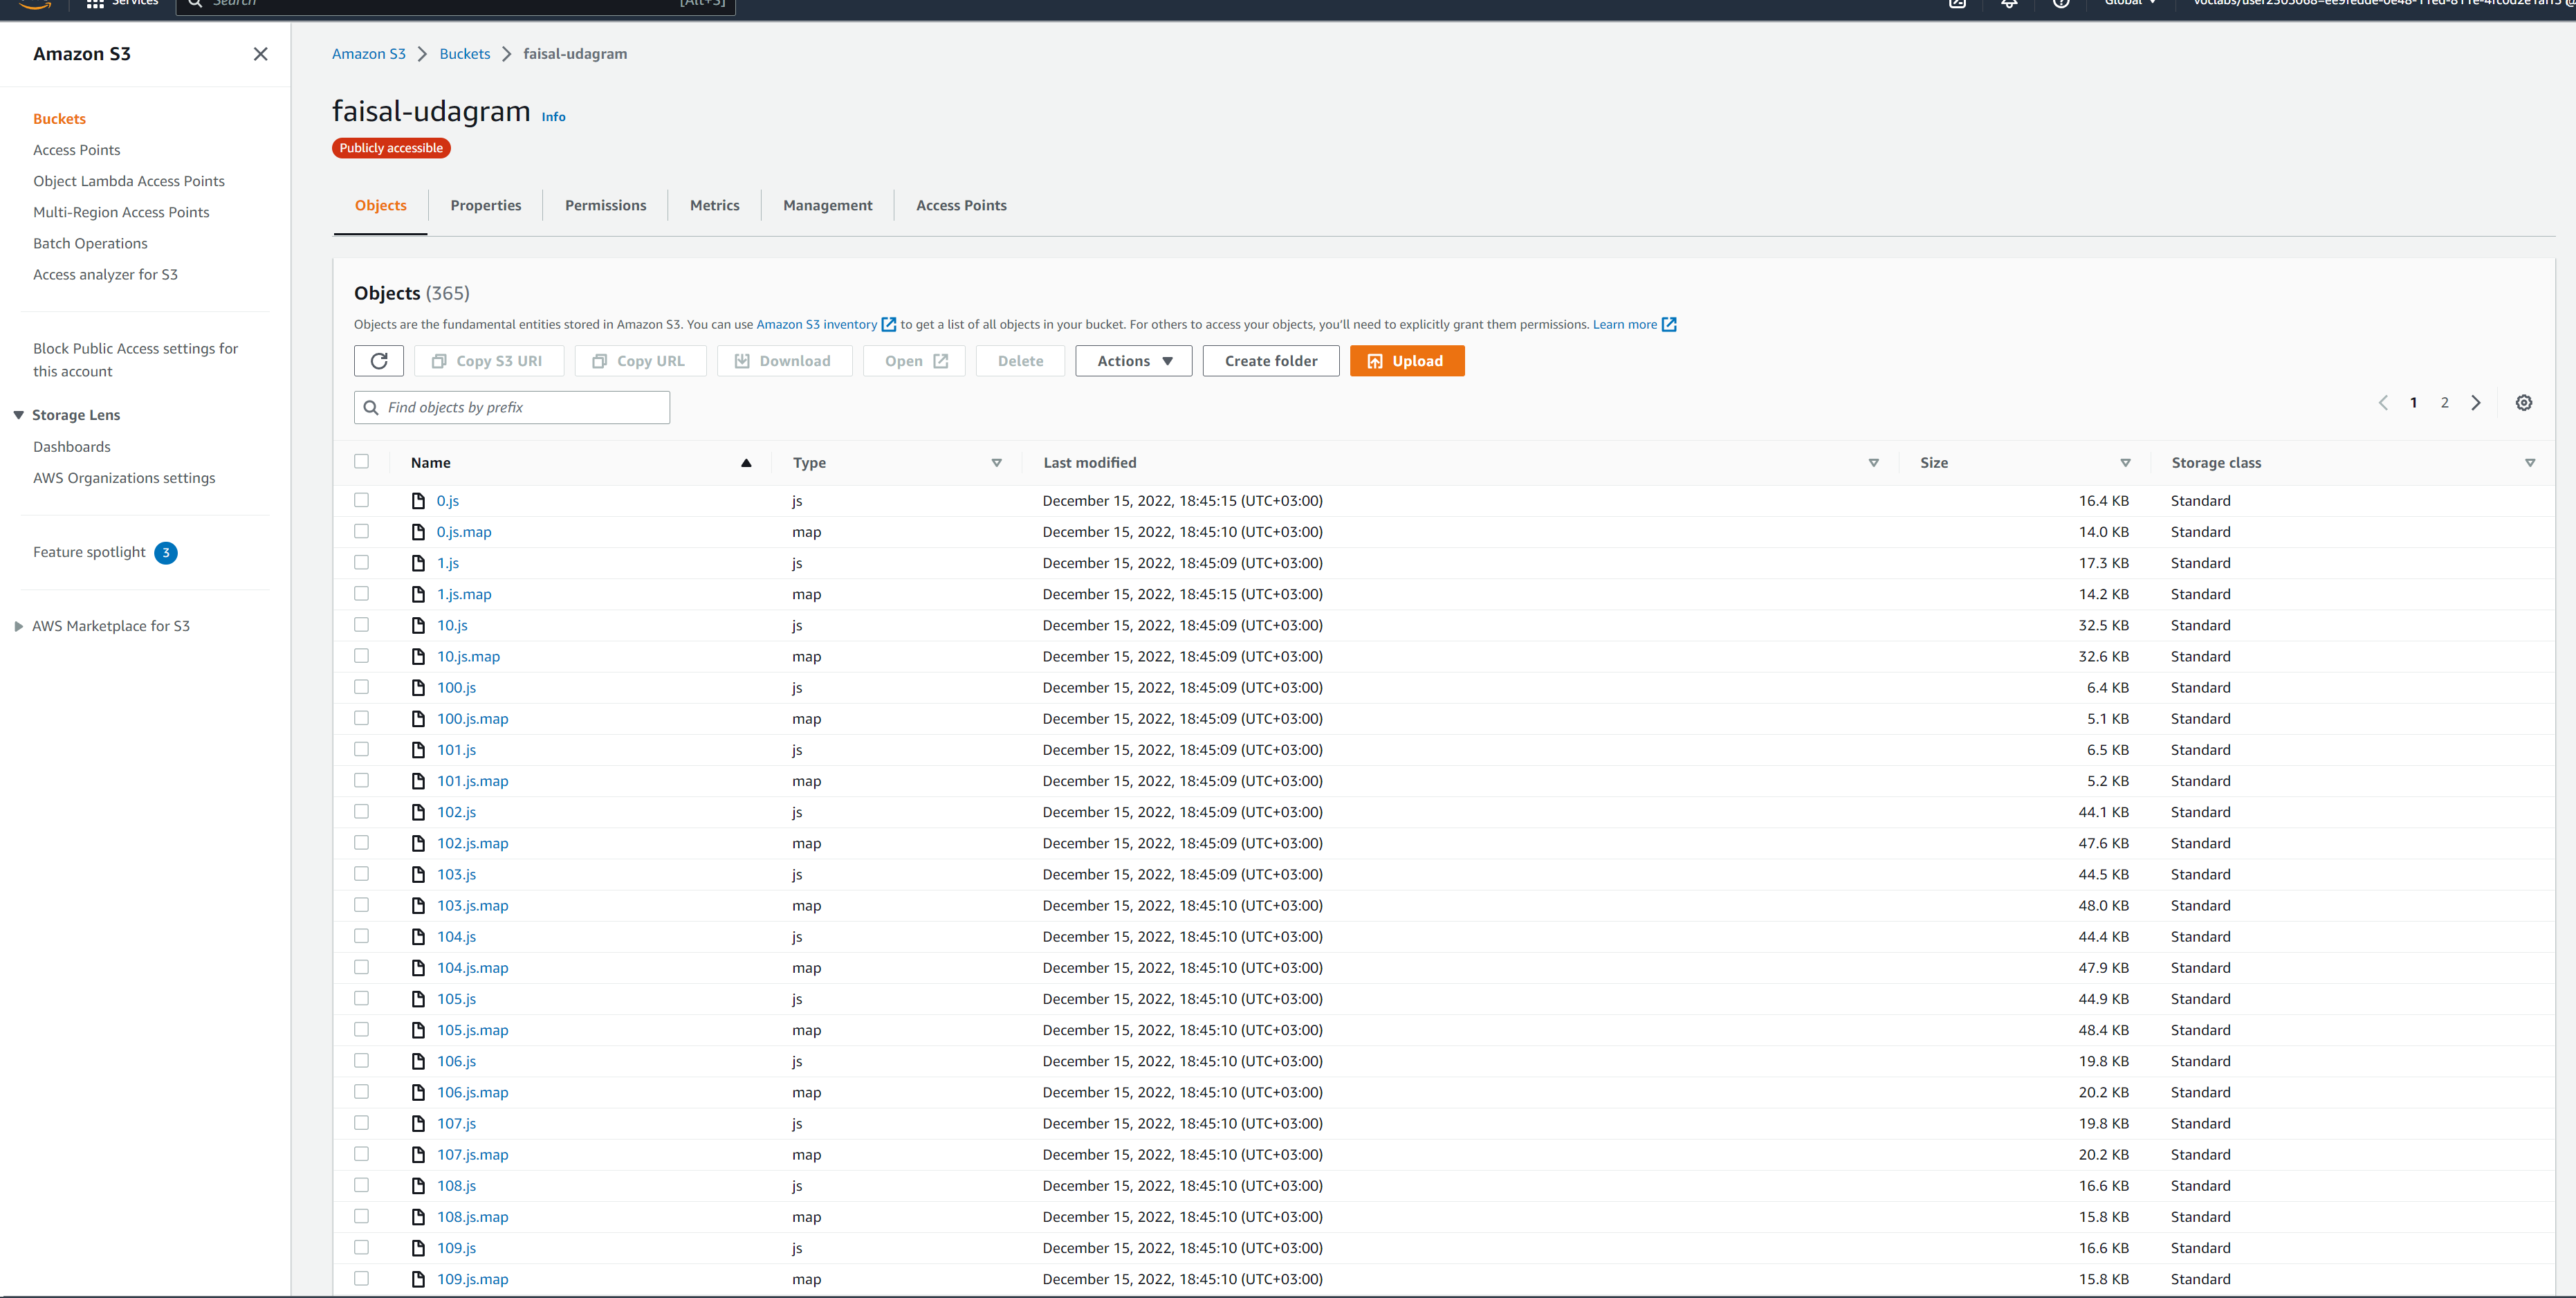 Services
Search
[Alt+S]
Global
Amazon S3
Buckets
Access Points
Object Lambda Access Points
Multi-Region Access Points
Batch Operations
Access analyzer for S3
Block Public Access settings for
this account
Storage Lens
Dashboards
AWS Organizations settings
Feature spotlight 3
AWS Marketplace for S3
Amazon S3 > Buckets > faisal-udagram
faisal-udagram Info
Publicly accessible
Objects Properties Permissions Metrics Management Access Points
Objects (365)
Objects are the fundamental entities stored in Amazon S3. You can use Amazon S3 inventory to get a list of all objects in your bucket. For others to access your objects, you'll need to explicitly grant them permissions. Learn more
Copy S3 URI Copy URL Download Open Delete Actions Create folder Upload
Find objects by prefix
1 2
Name Type Last modified Size Storage class
0.js js December 15, 2022, 18:45:15 (UTC+03:00) 16.4 KB Standard
0.js.map map December 15, 2022, 18:45:10 (UTC+03:00) 14.0 KB Standard
1.js js December 15, 2022, 18:45:09 (UTC+03:00) 17.3 KB Standard
1.js.map map December 15, 2022, 18:45:15 (UTC+03:00) 14.2 KB Standard
10.js js December 15, 2022, 18:45:09 (UTC+03:00) 32.5 KB Standard
10.js.map map December 15, 2022, 18:45:09 (UTC+03:00) 32.6 KB Standard
100.js js December 15, 2022, 18:45:09 (UTC+03:00) 6.4 KB Standard
100.js.map map December 15, 2022, 18:45:09 (UTC+03:00) 5.1 KB Standard
101.js js December 15, 2022, 18:45:09 (UTC+03:00) 6.5 KB Standard
101.js.map map December 15, 2022, 18:45:09 (UTC+03:00) 5.2 KB Standard
102.js js December 15, 2022, 18:45:09 (UTC+03:00) 44.1 KB Standard
102.js.map map December 15, 2022, 18:45:09 (UTC+03:00) 47.6 KB Standard
103.js js December 15, 2022, 18:45:09 (UTC+03:00) 44.5 KB Standard
103.js.map map December 15, 2022, 18:45:10 (UTC+03:00) 48.0 KB Standard
104.js js December 15, 2022, 18:45:10 (UTC+03:00) 44.4 KB Standard
104.js.map map December 15, 2022, 18:45:10 (UTC+03:00) 47.9 KB Standard
105.js js December 15, 2022, 18:45:10 (UTC+03:00) 44.9 KB Standard
105.js.map map December 15, 2022, 18:45:10 (UTC+03:00) 48.4 KB Standard
106.js js December 15, 2022, 18:45:10 (UTC+03:00) 19.8 KB Standard
106.js.map map December 15, 2022, 18:45:10 (UTC+03:00) 20.2 KB Standard
107.js js December 15, 2022, 18:45:10 (UTC+03:00) 19.8 KB Standard
107.js.map map December 15, 2022, 18:45:10 (UTC+03:00) 20.2 KB Standard
108.js js December 15, 2022, 18:45:10 (UTC+03:00) 16.6 KB Standard
108.js.map map December 15, 2022, 18:45:10 (UTC+03:00) 15.8 KB Standard
109.js js December 15, 2022, 18:45:10 (UTC+03:00) 16.6 KB Standard
109.js.map map December 15, 2022, 18:45:10 (UTC+03:00) 15.8 KB Standard